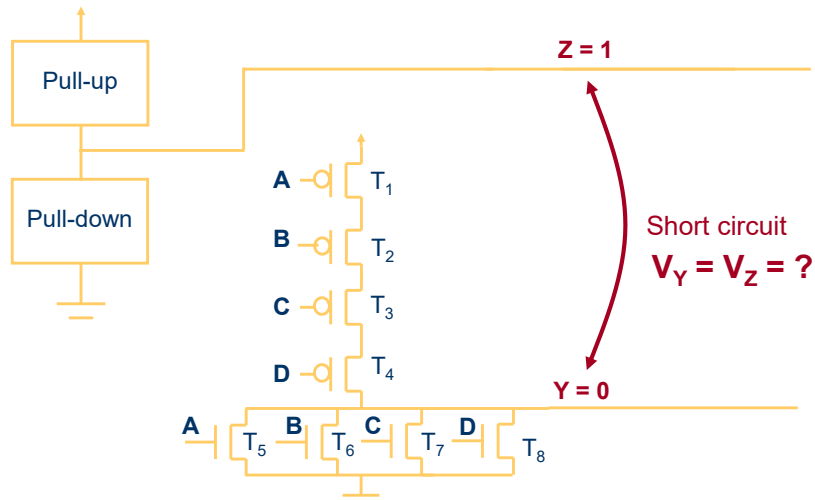 Z = 1
Pull-up
A
T1
Pull-down
B
T2
Short circuit
VY = VZ = ?
C
T3
D
T4
Y = 0
A
B
C
D
T5
T6
T7
T8